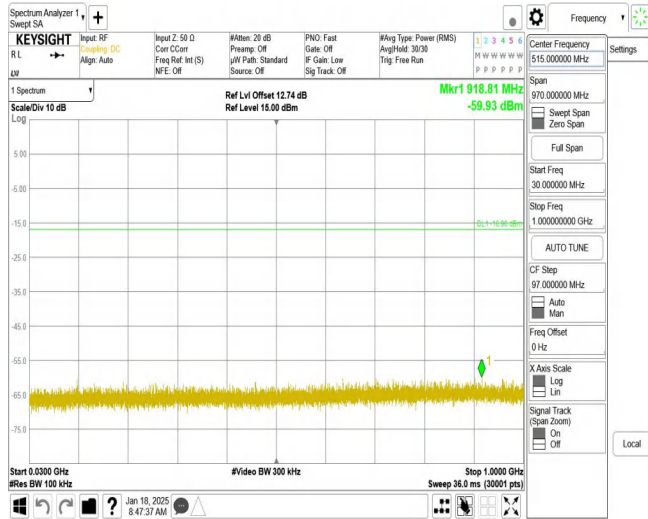 Spectrum Analyzer 1
Swept SA
+
Frequency
KEYSIGHT
RL
Input: RF
Coupling: DC
Align: Auto
Input Z: 50 Ω
Corr CCorr
Freq Ref: Int (S)
NFE: Off
#Atten: 20 dB
Preamp: Off
µW Path: Standard
Source: Off
PNO: Fast
Gate: Off
IF Gain: Low
Sig Track: Off
#Avg Type: Power (RMS)
Avg|Hold: 30/30
Trig: Free Run
1 2 3 4 5 6
M W W W W W
P P P P P P
1 Spectrum
Scale/Div 10 dB
Log
Ref Lvl Offset 12.74 dB
Ref Level 15.00 dBm
Mkr1 918.81 MHz
-59.93 dBm
5.00
-5.00
-15.0
-25.0
-35.0
-45.0
-55.0
-65.0
-75.0
1
Start 0.0300 GHz
#Res BW 100 kHz
#Video BW 300 kHz
Stop 1.0000 GHz
Sweep 36.0 ms (30001 pts)
Jan 18, 2025
8:47:37 AM
?
Center Frequency
515.000000 MHz
Settings
Span
970.000000 MHz
Swept Span
Zero Span
Full Span
Start Freq
30.000000 MHz
Stop Freq
1.000000000 GHz
AUTO TUNE
CF Step
97.000000 MHz
Auto
Man
Freq Offset
0 Hz
X Axis Scale
Log
Lin
Signal Track
(Span Zoom)
On
Off
Local